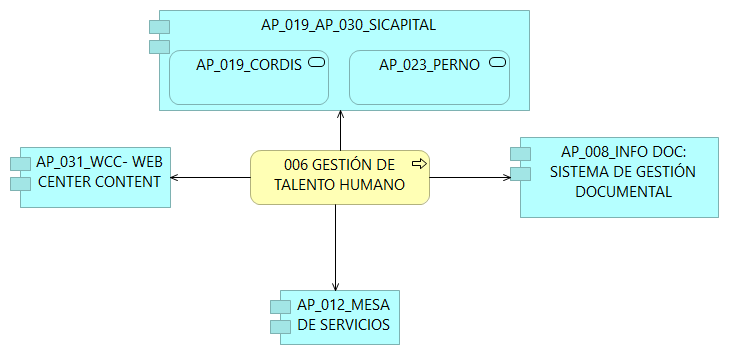 AP_019_AP_030_SICAPITAL
AP_019_CORDIS
AP_023_PERNO
AP_031_WCC- WEB
CENTER CONTENT
006 GESTIÓN DE
TALENTO HUMANO
AP_008_INFO DOC:
SISTEMA DE GESTIÓN
DOCUMENTAL
AP_012_MESA
DE SERVICIOS